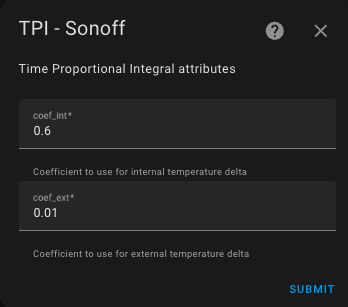 TPI - Sonoff
Time Proportional Integral attributes
coef_int*
0.6
Coefficient to use for internal temperature delta
coef_ext*
0.01
Coefficient to use for external temperature delta
SUBMIT